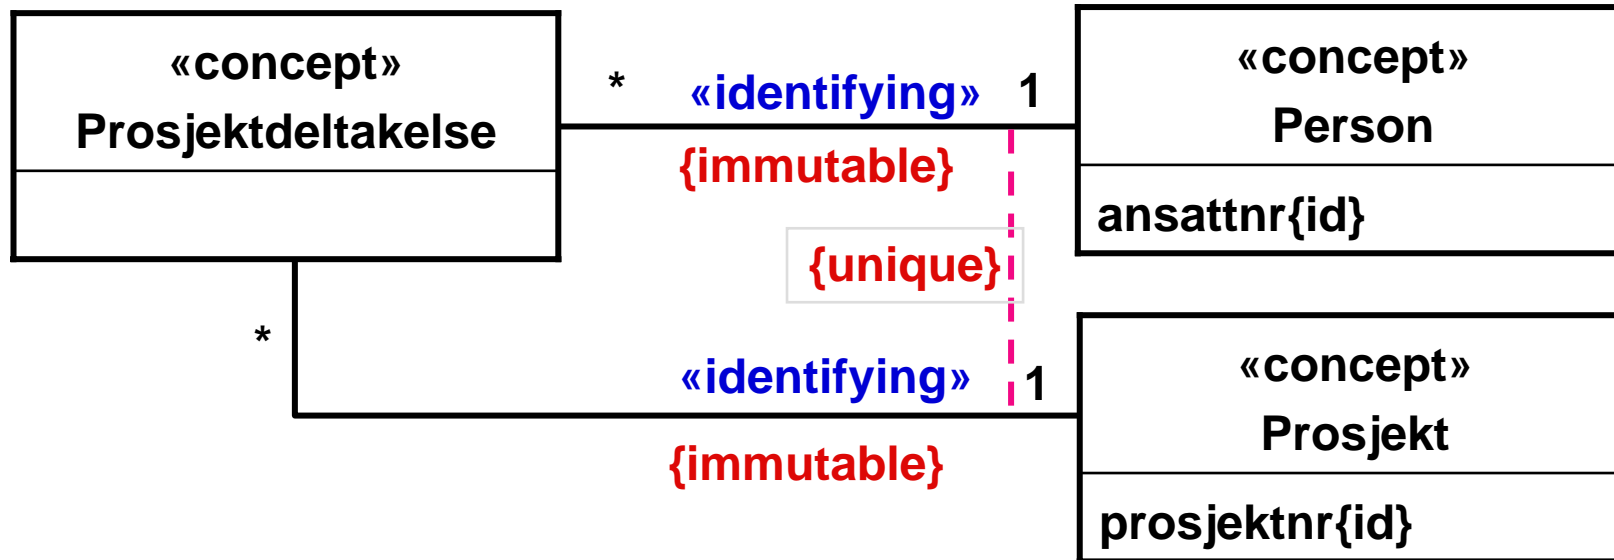 «concept»
Prosjektdeltakelse
* «identifying» 1
{immutable}
«concept»
Person
ansattnr{id}
{unique}
*
«identifying» 1
{immutable}
«concept»
Prosjekt
prosjektnr{id}